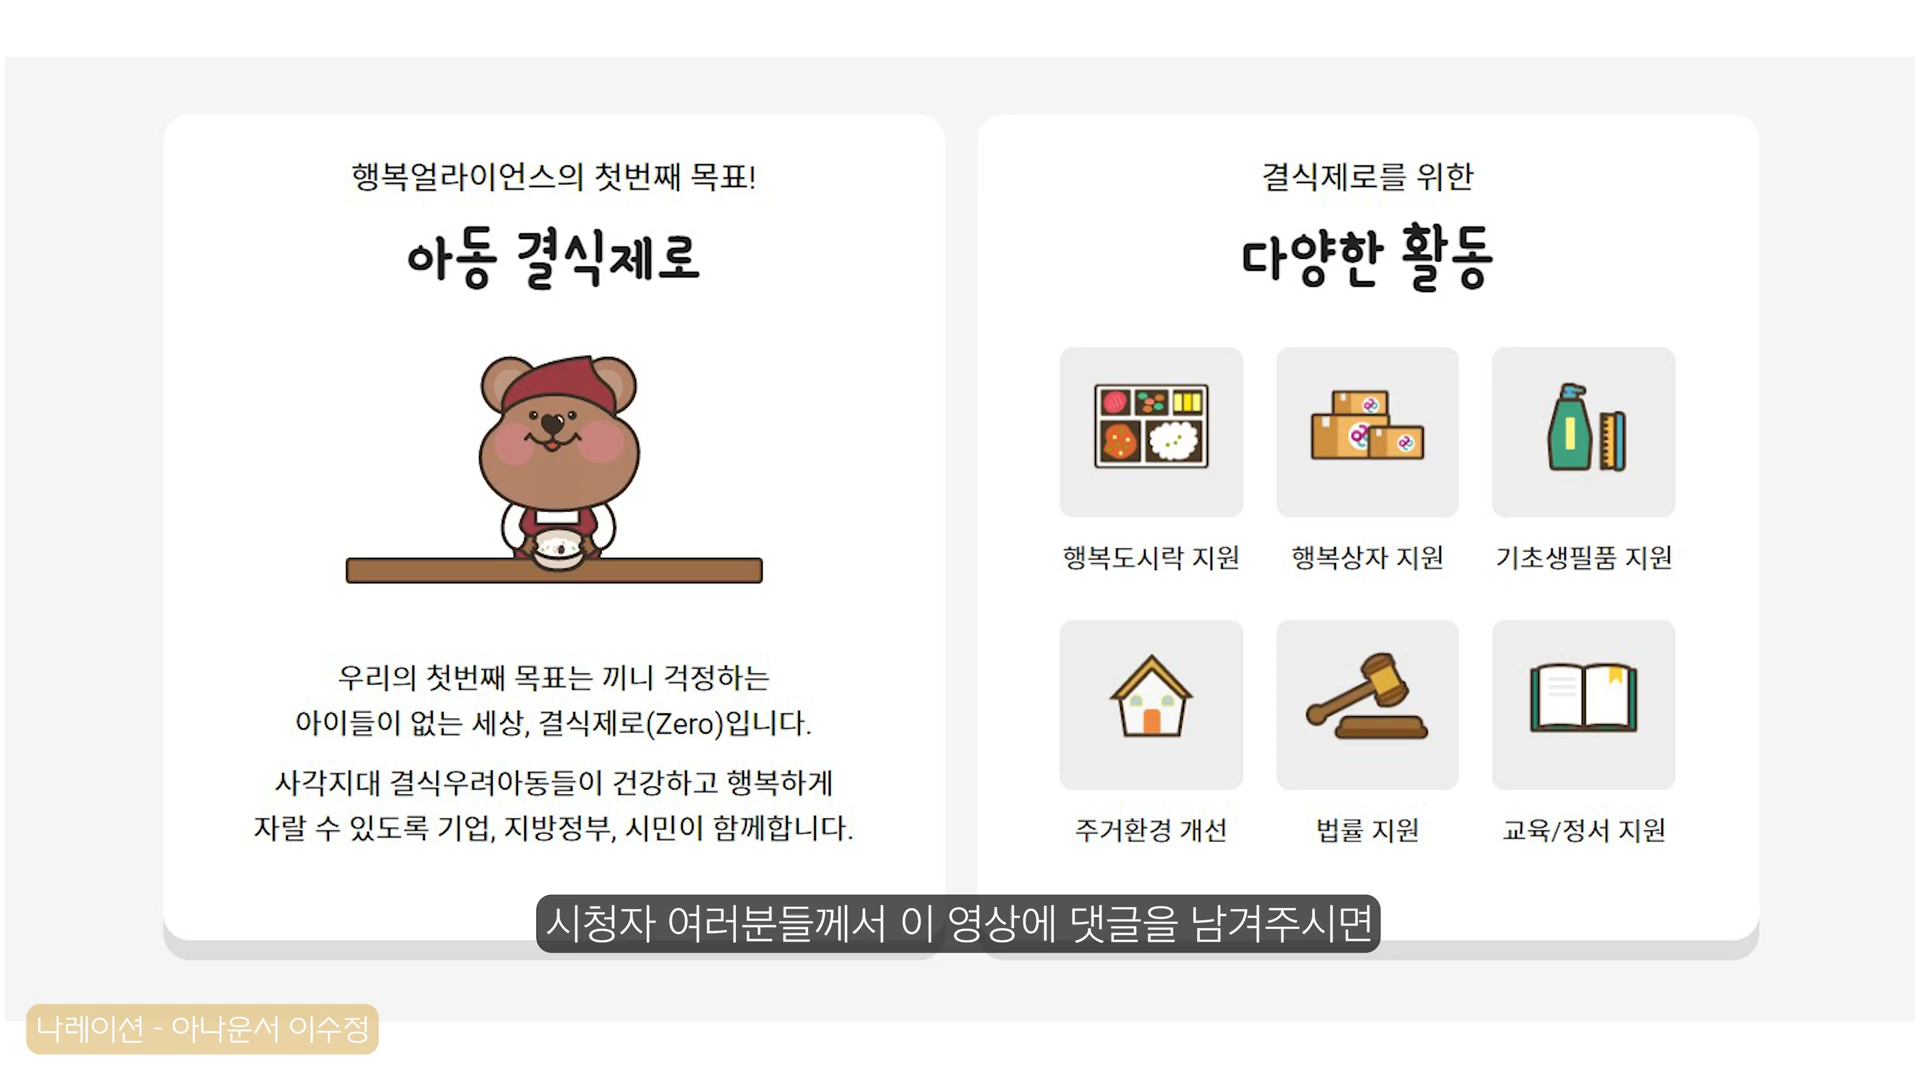 행복얼라이언스의 첫번째 목표!
아동 결식제로
우리의 첫번째 목표는 끼니 걱정하는
아이들이 없는 세상, 결식제로(Zero)입니다.
사각지대 결식우려아동들이 건강하고 행복하게
자랄 수 있도록 기업, 지방정부, 시민이 함께합니다.
결식제로를 위한
다양한 활동
행복도시락 지원
행복상자 지원
기초생필품 지원
주거환경 개선
법률 지원
교육/정서 지원
시청자 여러분들께서 이 영상에 댓글을 남겨주시면
나레이션 - 아나운서 이수정